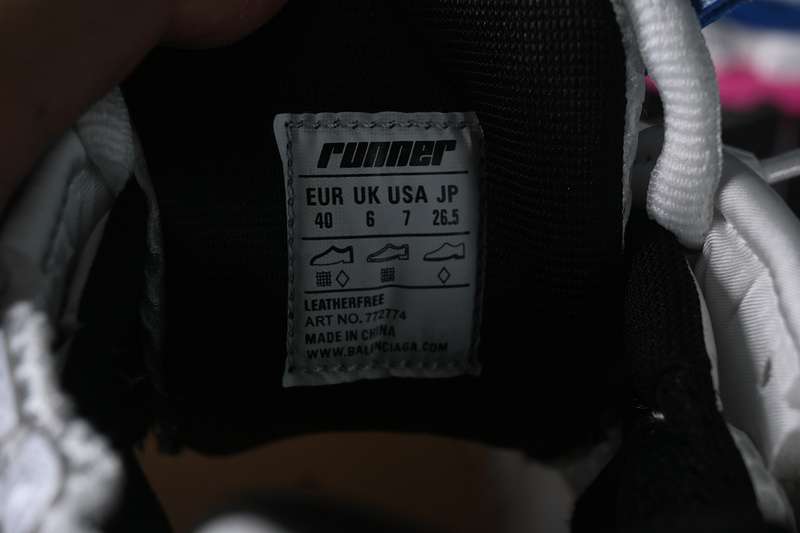 runner
EUR UK USA JP
40 6 7 26.5
LEATHERFREE
ART NO. 772774
MADE IN CHINA
WWW.BALENCIAGA.COM